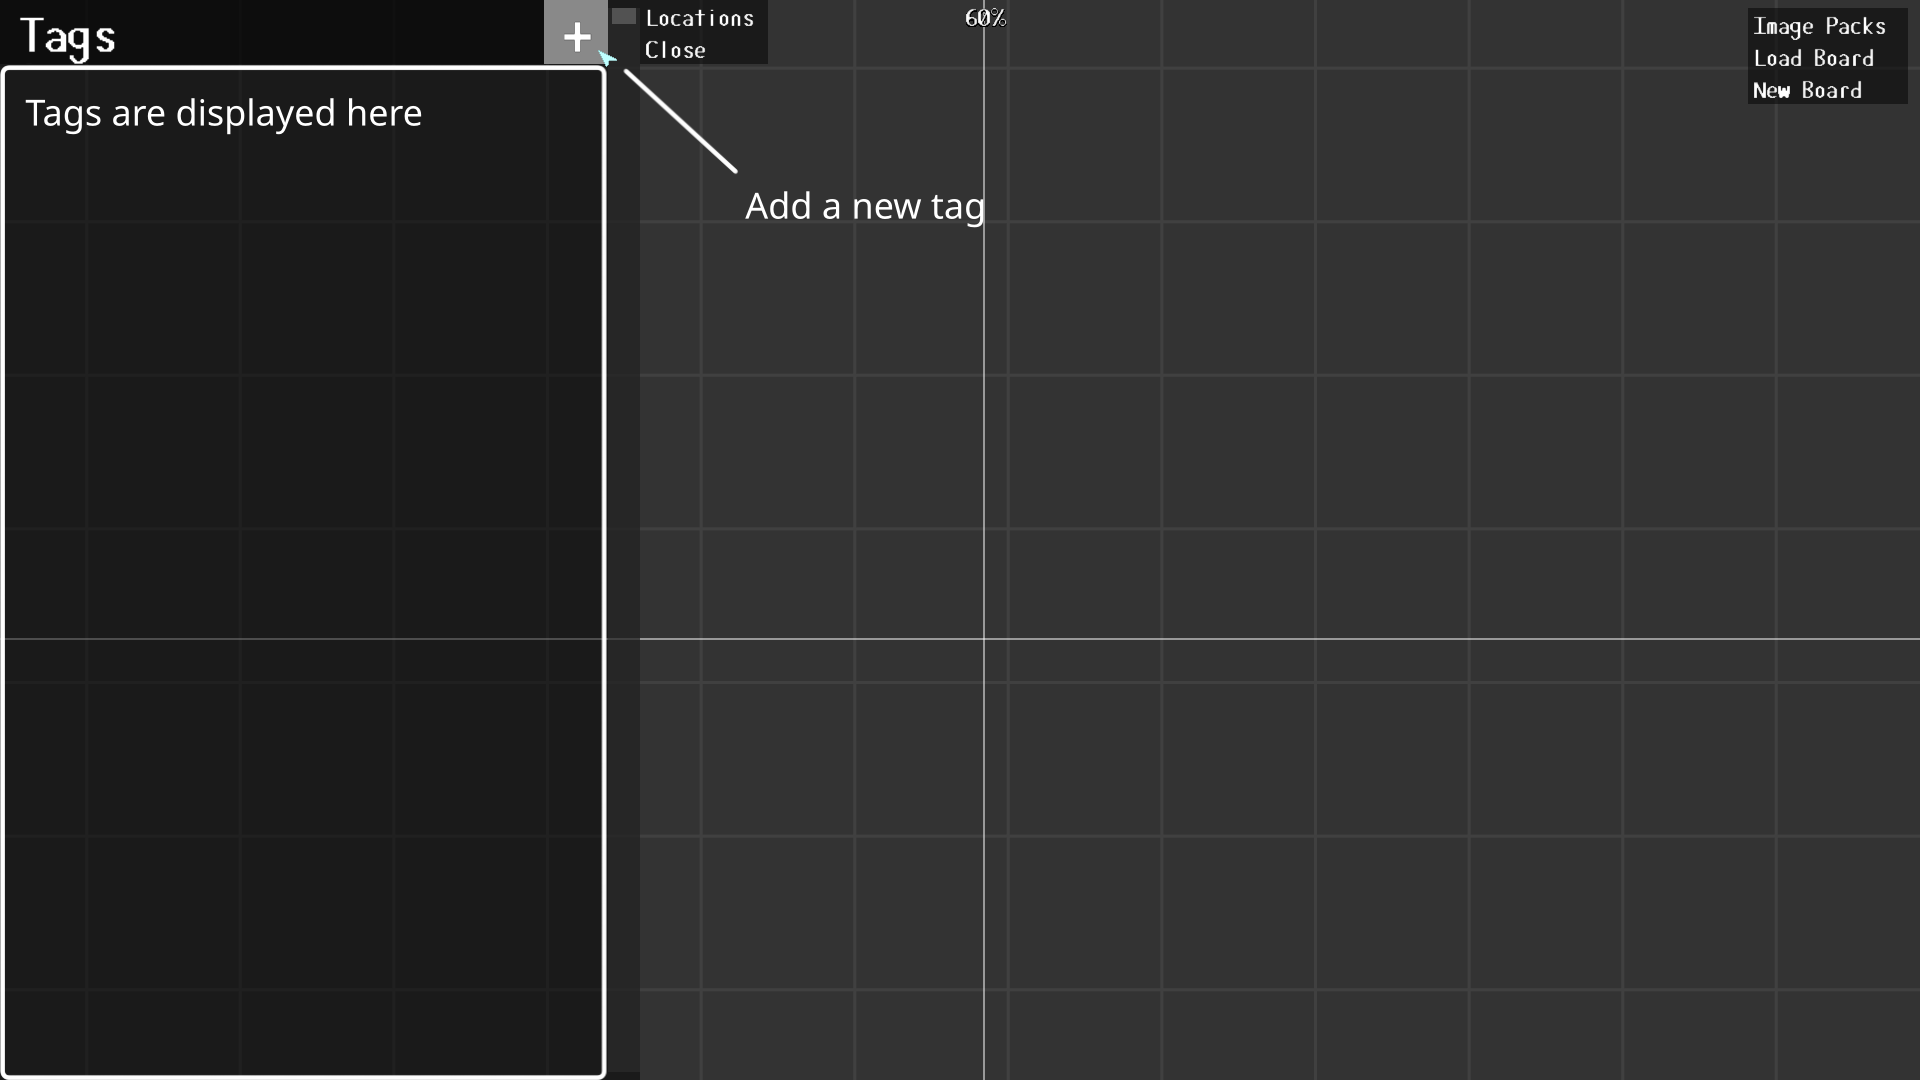 Tags
+
Locations
Close
60%
Image Packs
Load Board
New Board
Tags are displayed here
Add a new tag